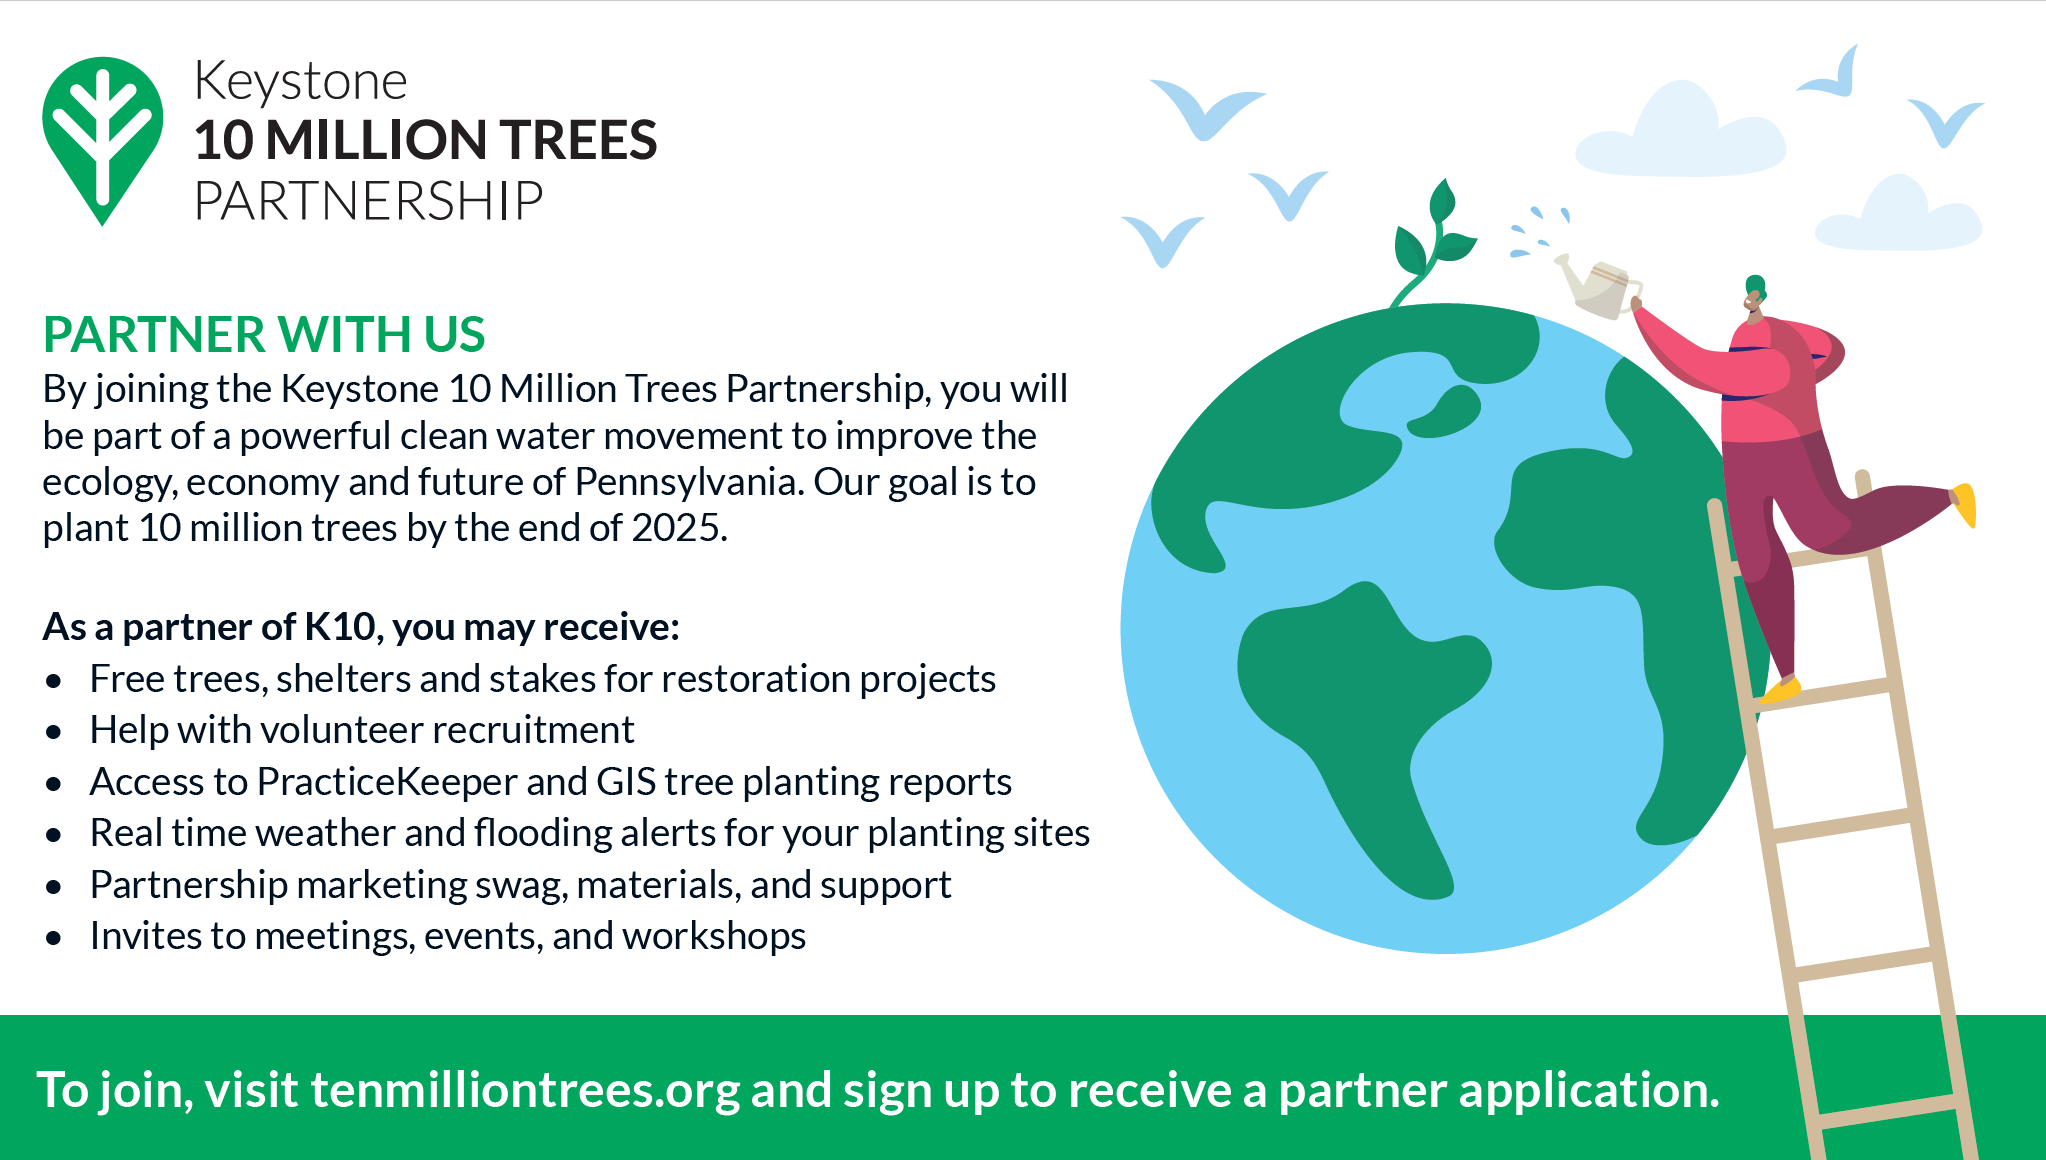 Keystone
10 MILLION TREES
PARTNERSHIP
PARTNER WITH US
By joining the Keystone 10 Million Trees Partnership, you will
be part of a powerful clean water movement to improve the
ecology, economy and future of Pennsylvania. Our goal is to
plant 10 million trees by the end of 2025.
As a partner of K10, you may receive:
• Free trees, shelters and stakes for restoration projects
• Help with volunteer recruitment
• Access to PracticeKeeper and GIS tree planting reports
• Real time weather and flooding alerts for your planting sites
• Partnership marketing swag, materials, and support
• Invites to meetings, events, and workshops
To join, visit tenmilliontrees.org and sign up to receive a partner application.